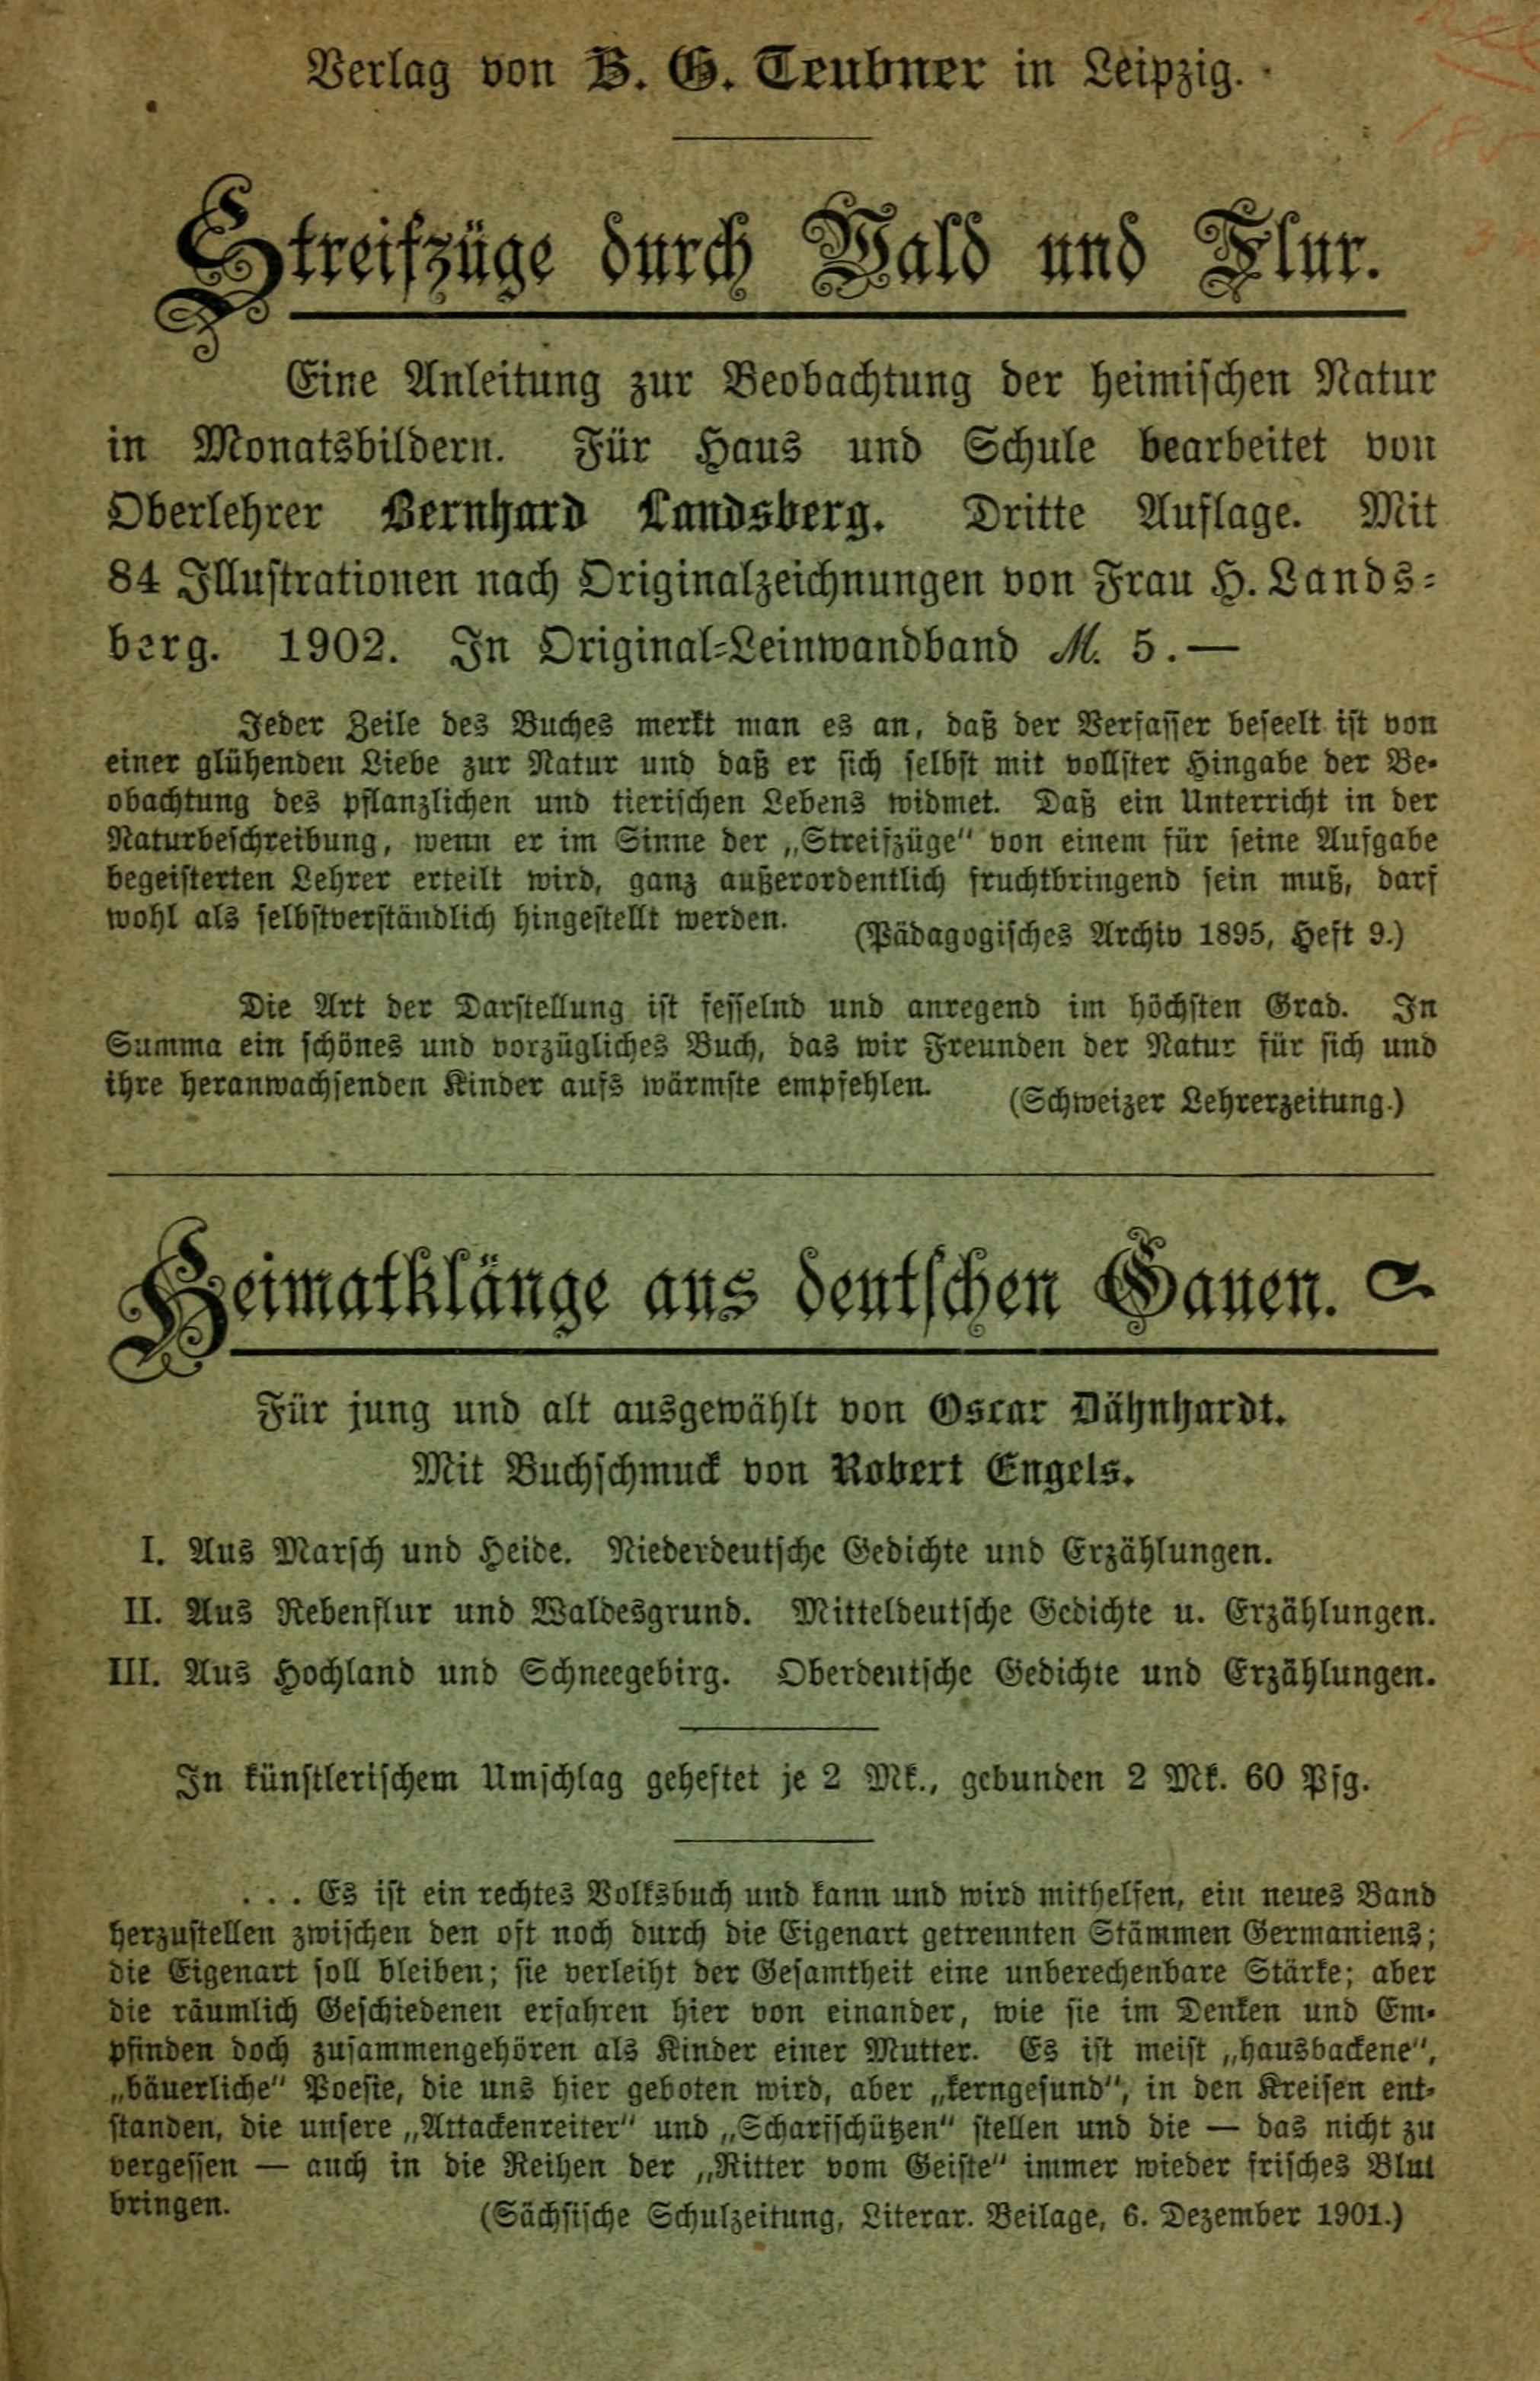 Verlag von B. G. Teubner in Leipzig.
Streifzüge durch Wald und Flur.
Eine Anleitung zur Beobachtung der heimischen Natur
in Monatsbildern. Für Haus und Schule bearbeitet von
Oberlehrer Bernhard Landsberg. Dritte Auflage. Mit
84 Illustrationen nach Originalzeichnungen von Frau H. Lands-
berg. 1902. In Original-Leinwandband M. 5.—
Jeder Zeile des Buches merkt man es an, daß der Verfasser beseelt ist von
einer glühenden Liebe zur Natur und daß er sich selbst mit vollster Hingabe der Be-
obachtung des pflanzlichen und tierischen Lebens widmet. Daß ein Unterricht in der
Naturbeschreibung, wenn er im Sinne der „Streifzüge" von einem für seine Aufgabe
begeisterten Lehrer erteilt wird, ganz außerordentlich fruchtbringend sein muß, darf
wohl als selbstverständlich hingestellt werden.
(Pädagogisches Archiv 1895, Heft 9.)
Die Art der Darstellung ist fesselnd und anregend im höchsten Grad. In
Summa ein schönes und vorzügliches Buch, das wir Freunden der Natur für sich und
ihre heranwachsenden Kinder aufs wärmste empfehlen.
(Schweizer Lehrerzeitung.)
Heimatklänge aus deutschen Gauen.
Für jung und alt ausgewählt von Oscar Dähnhardt.
Mit Buchschmuck von Robert Engels.
I. Aus Marsch und Heide. Niederdeutsche Gedichte und Erzählungen.
II. Aus Rebenflur und Waldesgrund. Mitteldeutsche Gedichte u. Erzählungen.
III. Aus Hochland und Schneegebirg. Oberdeutsche Gedichte und Erzählungen.
In künstlerischem Umschlag geheftet je 2 Mk., gebunden 2 Mk. 60 Pfg.
. . . Es ist ein rechtes Volksbuch und kann und wird mithelfen, ein neues Band
herzustellen zwischen den oft noch durch die Eigenart getrennten Stämmen Germaniens;
die Eigenart soll bleiben; sie verleiht der Gesamtheit eine unberechenbare Stärke; aber
die räumlich Geschiedenen erfahren hier von einander, wie sie im Denken und Em-
pfinden doch zusammengehören als Kinder einer Mutter. Es ist meist „hausbackene",
„bäuerliche" Poesie, die uns hier geboten wird, aber „kerngesund", in den Kreisen ent-
standen, die unsere „Attackenreiter" und „Scharfschützen" stellen und die — das nicht zu
vergessen — auch in die Reihen der „Ritter vom Geiste" immer wieder frisches Blut
bringen.
(Sächsische Schulzeitung, Literar. Beilage, 6. Dezember 1901.)